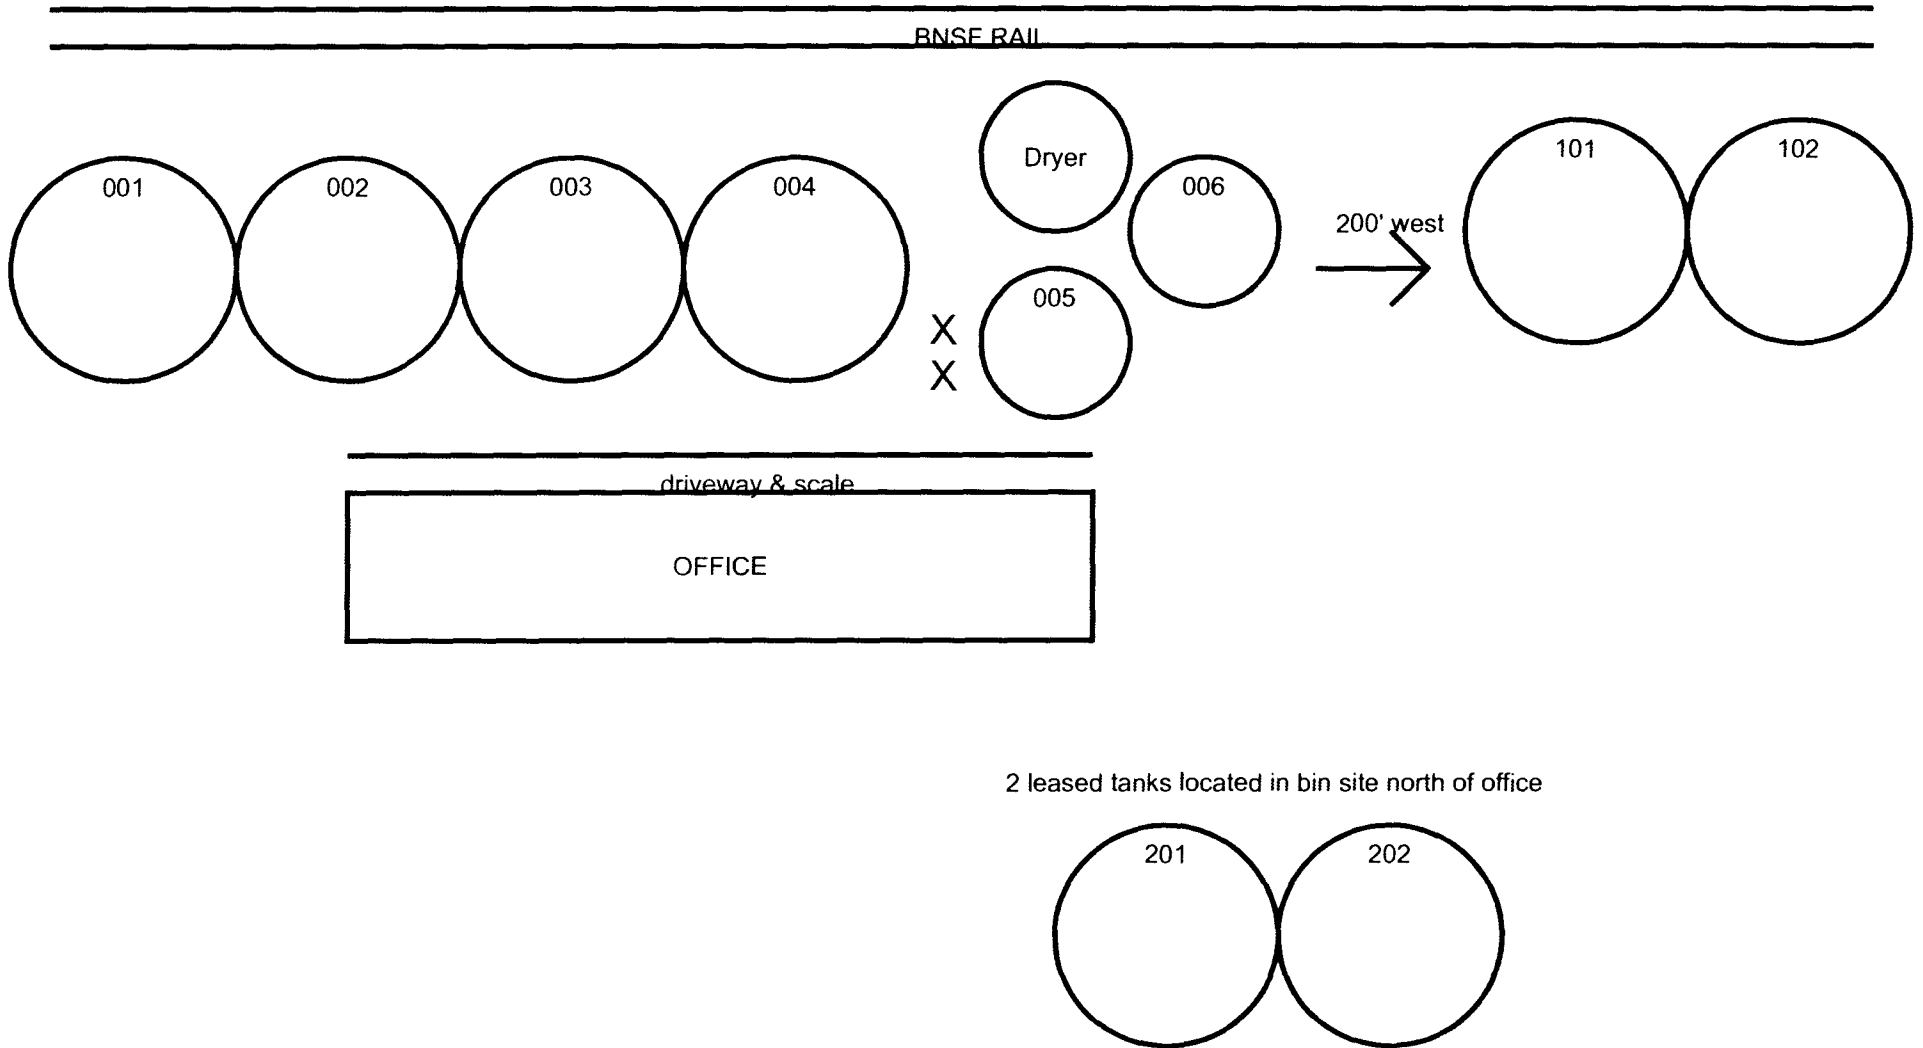 BNSF RAIL
001 002 003 004 Dryer 006 101 102
200' west
005
X
X
driveway & scale
OFFICE
2 leased tanks located in bin site north of office
201 202